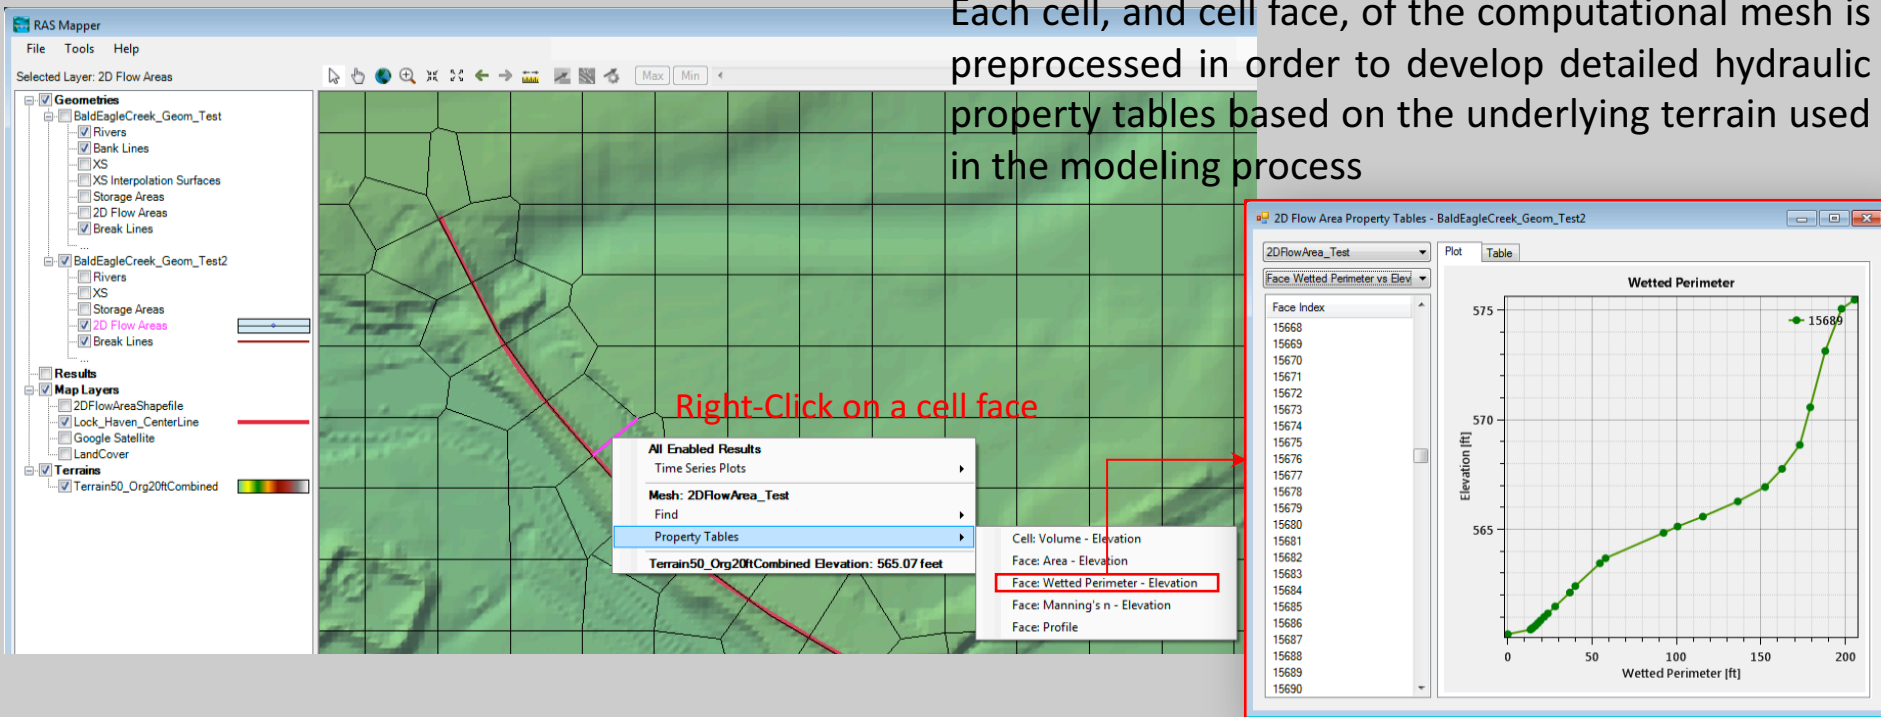 Each cell, and cell face, of the computational mesh is
preprocessed in order to develop detailed hydraulic
property tables based on the underlying terrain used
in the modeling process
RAS Mapper
File Tools Help
Selected Layer: 2D Flow Areas
Max Min
Geometries
BaldEagleCreek_Geom_Test
Rivers
Bank Lines
XS
XS Interpolation Surfaces
Storage Areas
2D Flow Areas
Break Lines
...
BaldEagleCreek_Geom_Test2
Rivers
XS
Storage Areas
2D Flow Areas
Break Lines
...
Results
Map Layers
2DFlowAreaShapefile
Lock_Haven_CenterLine
Google Satellite
LandCover
Terrains
Terrain50_Org20ftCombined
Right-Click on a cell face
All Enabled Results
Time Series Plots
Mesh: 2DFlowArea_Test
Find
Property Tables
Terrain50_Org20ftCombined Elevation: 565.07 feet
Cell: Volume - Elevation
Face: Area - Elevation
Face: Wetted Perimeter - Elevation
Face: Manning's n - Elevation
Face: Profile
2D Flow Area Property Tables - BaldEagleCreek_Geom_Test2
2DFlowArea_Test
Face Wetted Perimeter vs Elev
Face Index
15668
15669
15670
15671
15672
15673
15674
15675
15676
15677
15678
15679
15680
15681
15682
15683
15684
15685
15686
15687
15688
15689
15690
Plot Table
Wetted Perimeter
15689
575
570
565
Elevation [ft]
0 50 100 150 200
Wetted Perimeter [ft]